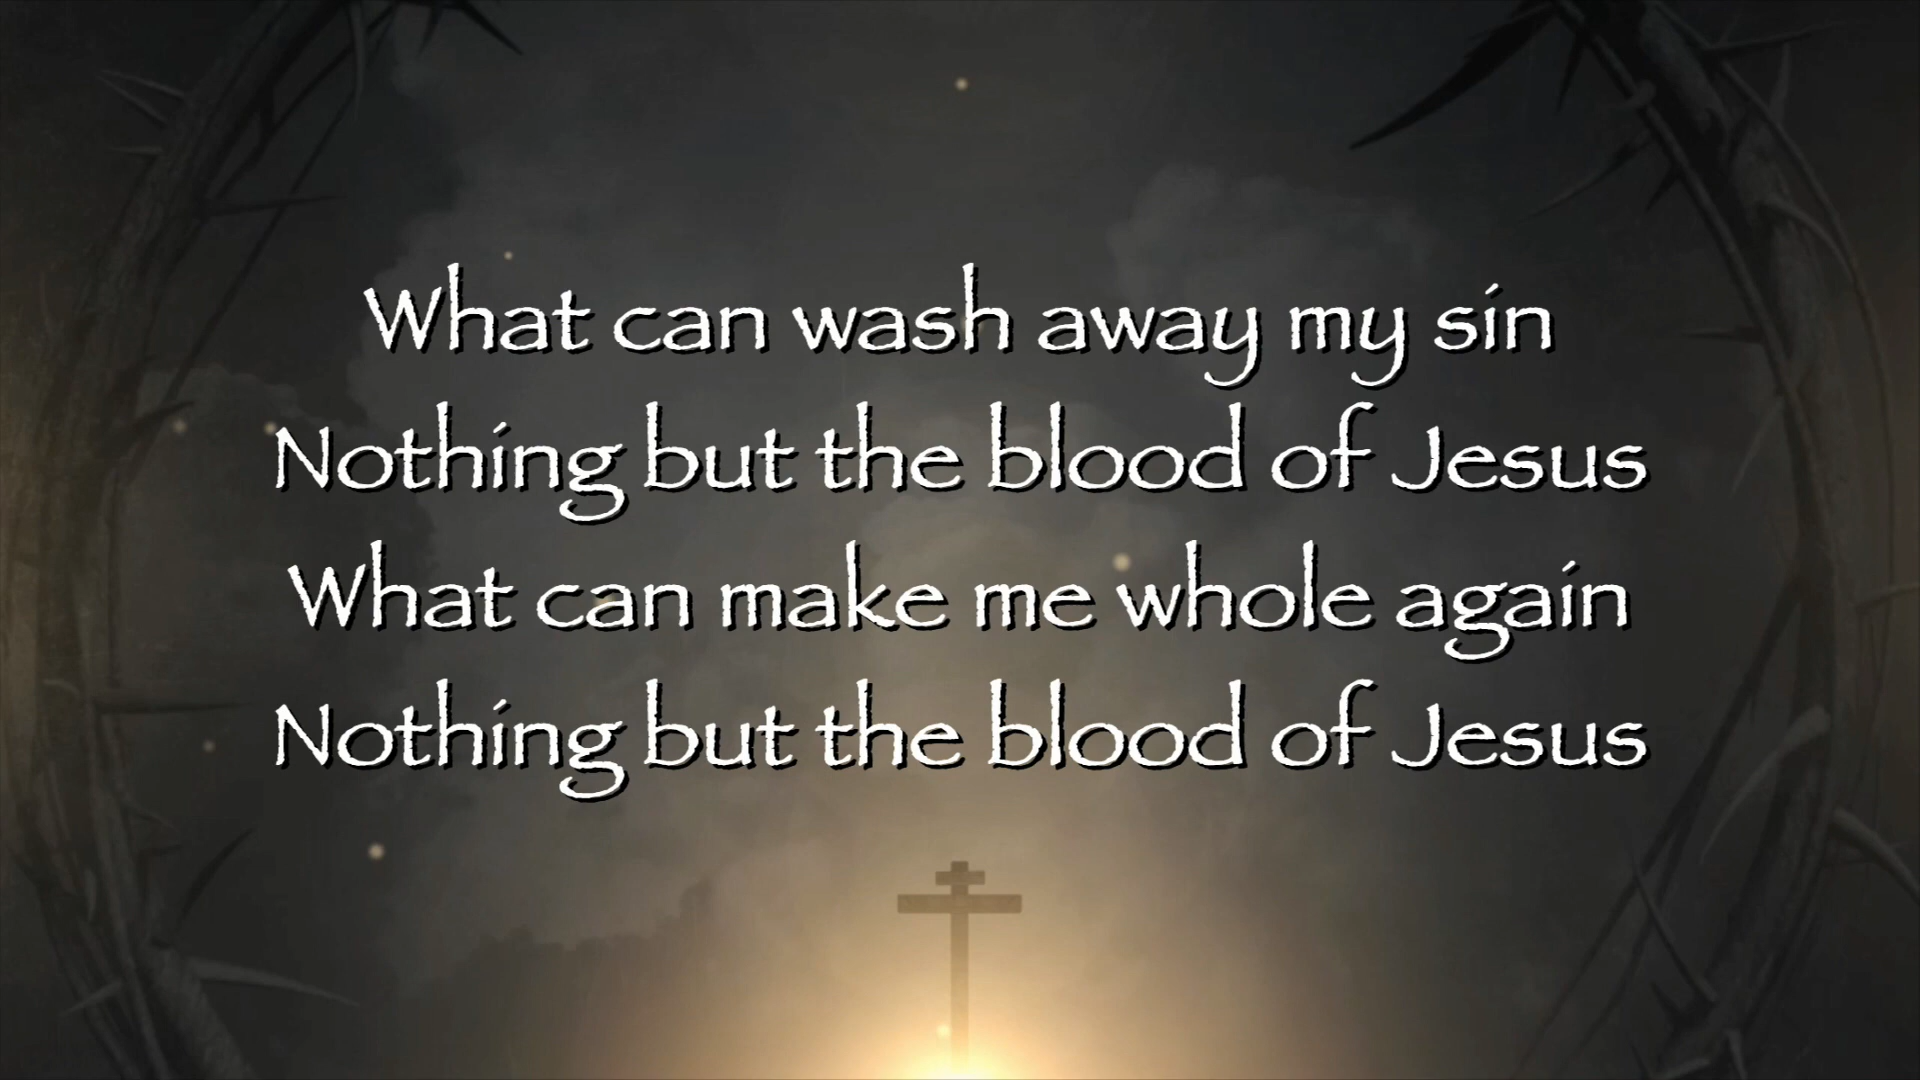 What can wash away my sin
Nothing but the blood of Jesus
What can make me whole again
Nothing but the blood of Jesus